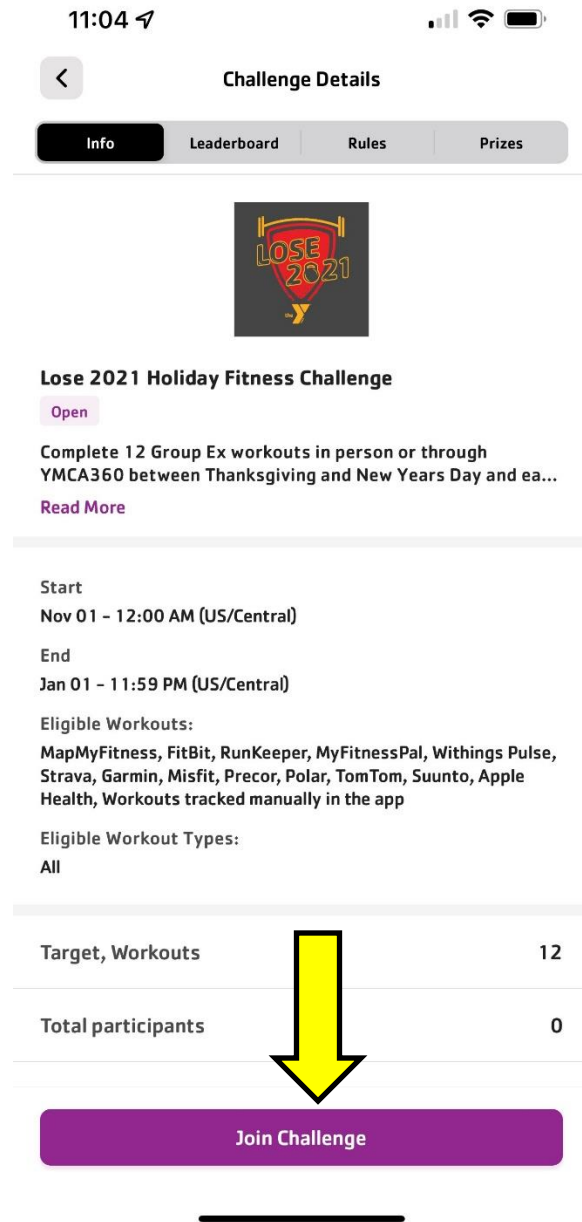 11:04
Challenge Details
Info Leaderboard Rules Prizes
LOSE
2021
the Y
Lose 2021 Holiday Fitness Challenge
Open
Complete 12 Group Ex workouts in person or through
YMCA360 between Thanksgiving and New Years Day and ea...
Read More
Start
Nov 01 – 12:00 AM (US/Central)
End
Jan 01 – 11:59 PM (US/Central)
Eligible Workouts:
MapMyFitness, FitBit, RunKeeper, MyFitnessPal, Withings Pulse,
Strava, Garmin, Misfit, Precor, Polar, TomTom, Suunto, Apple
Health, Workouts tracked manually in the app
Eligible Workout Types:
All
Target, Workouts 12
Total participants 0
Join Challenge